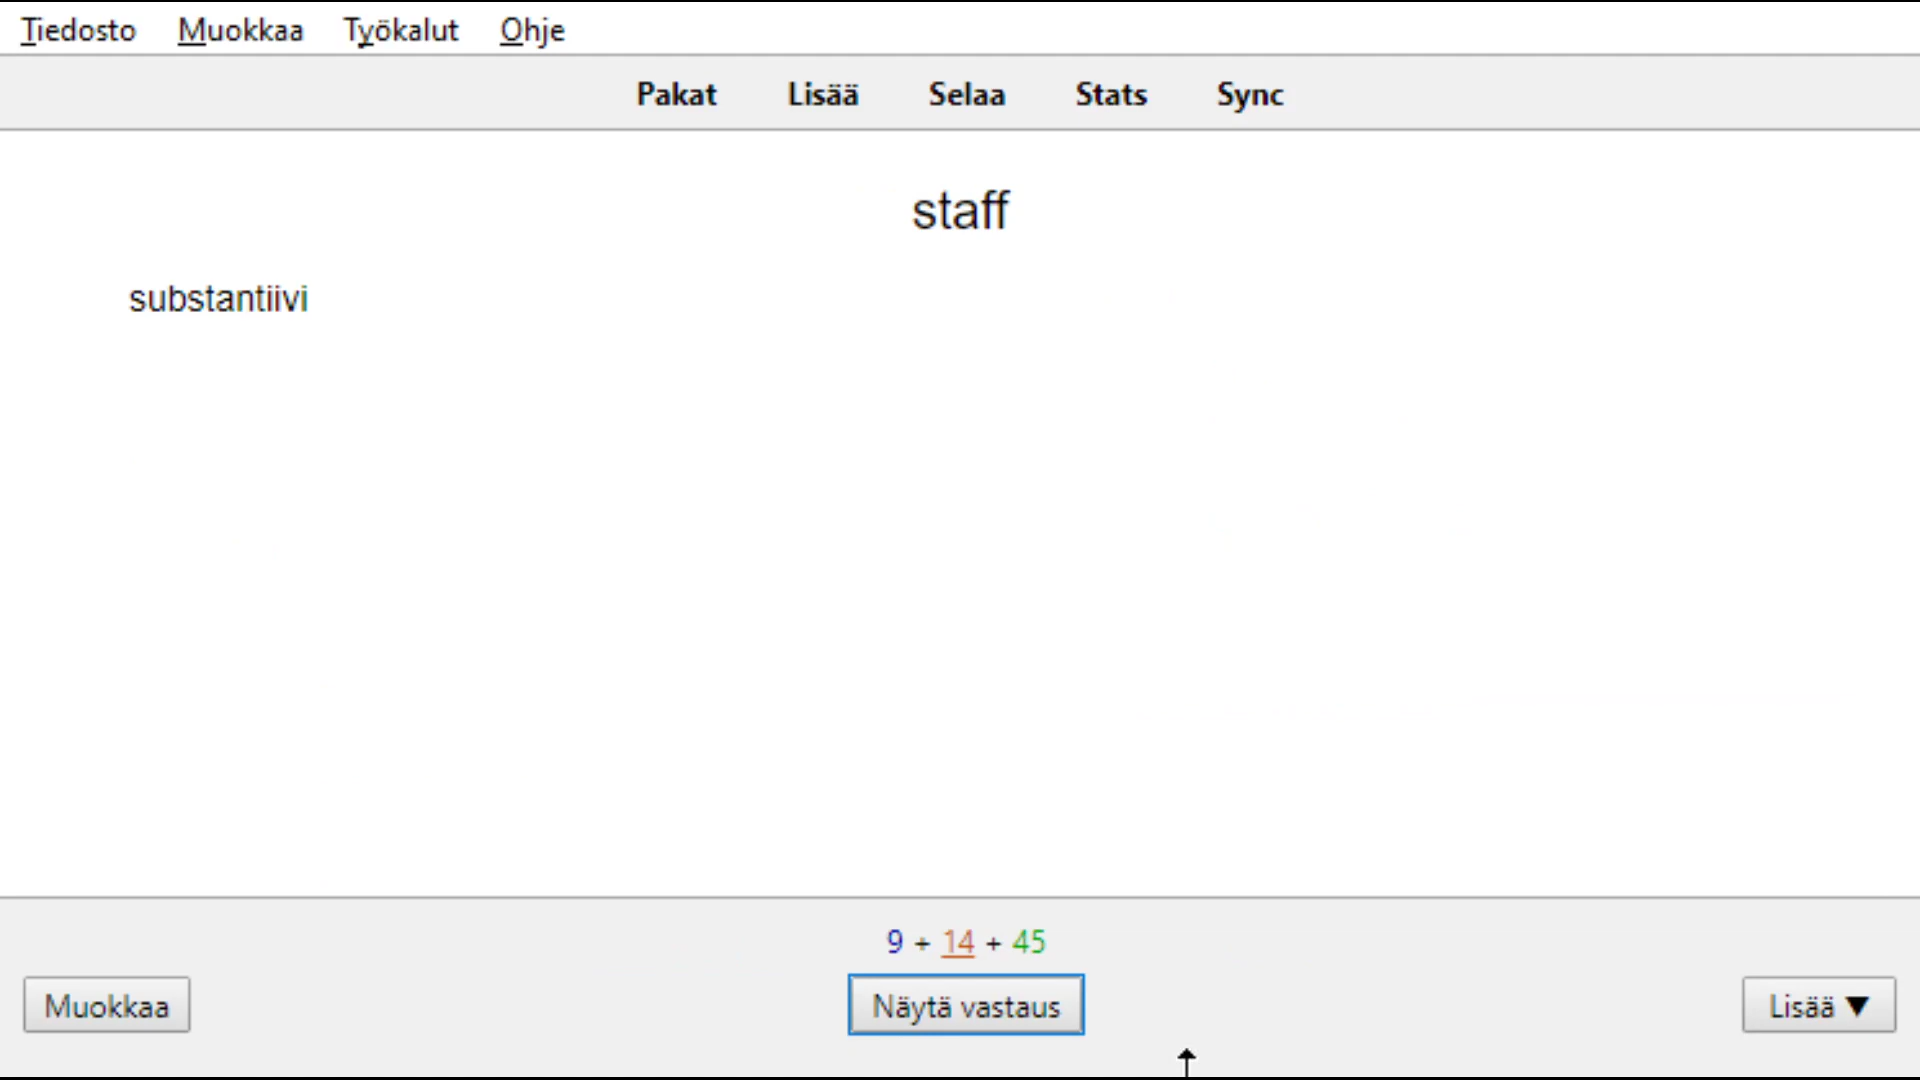 Tiedosto Muokkaa Työkalut Ohje
Pakat Lisää Selaa Stats Sync
staff
substantiivi
9 + 14 + 45
Muokkaa Näytä vastaus Lisää ▼